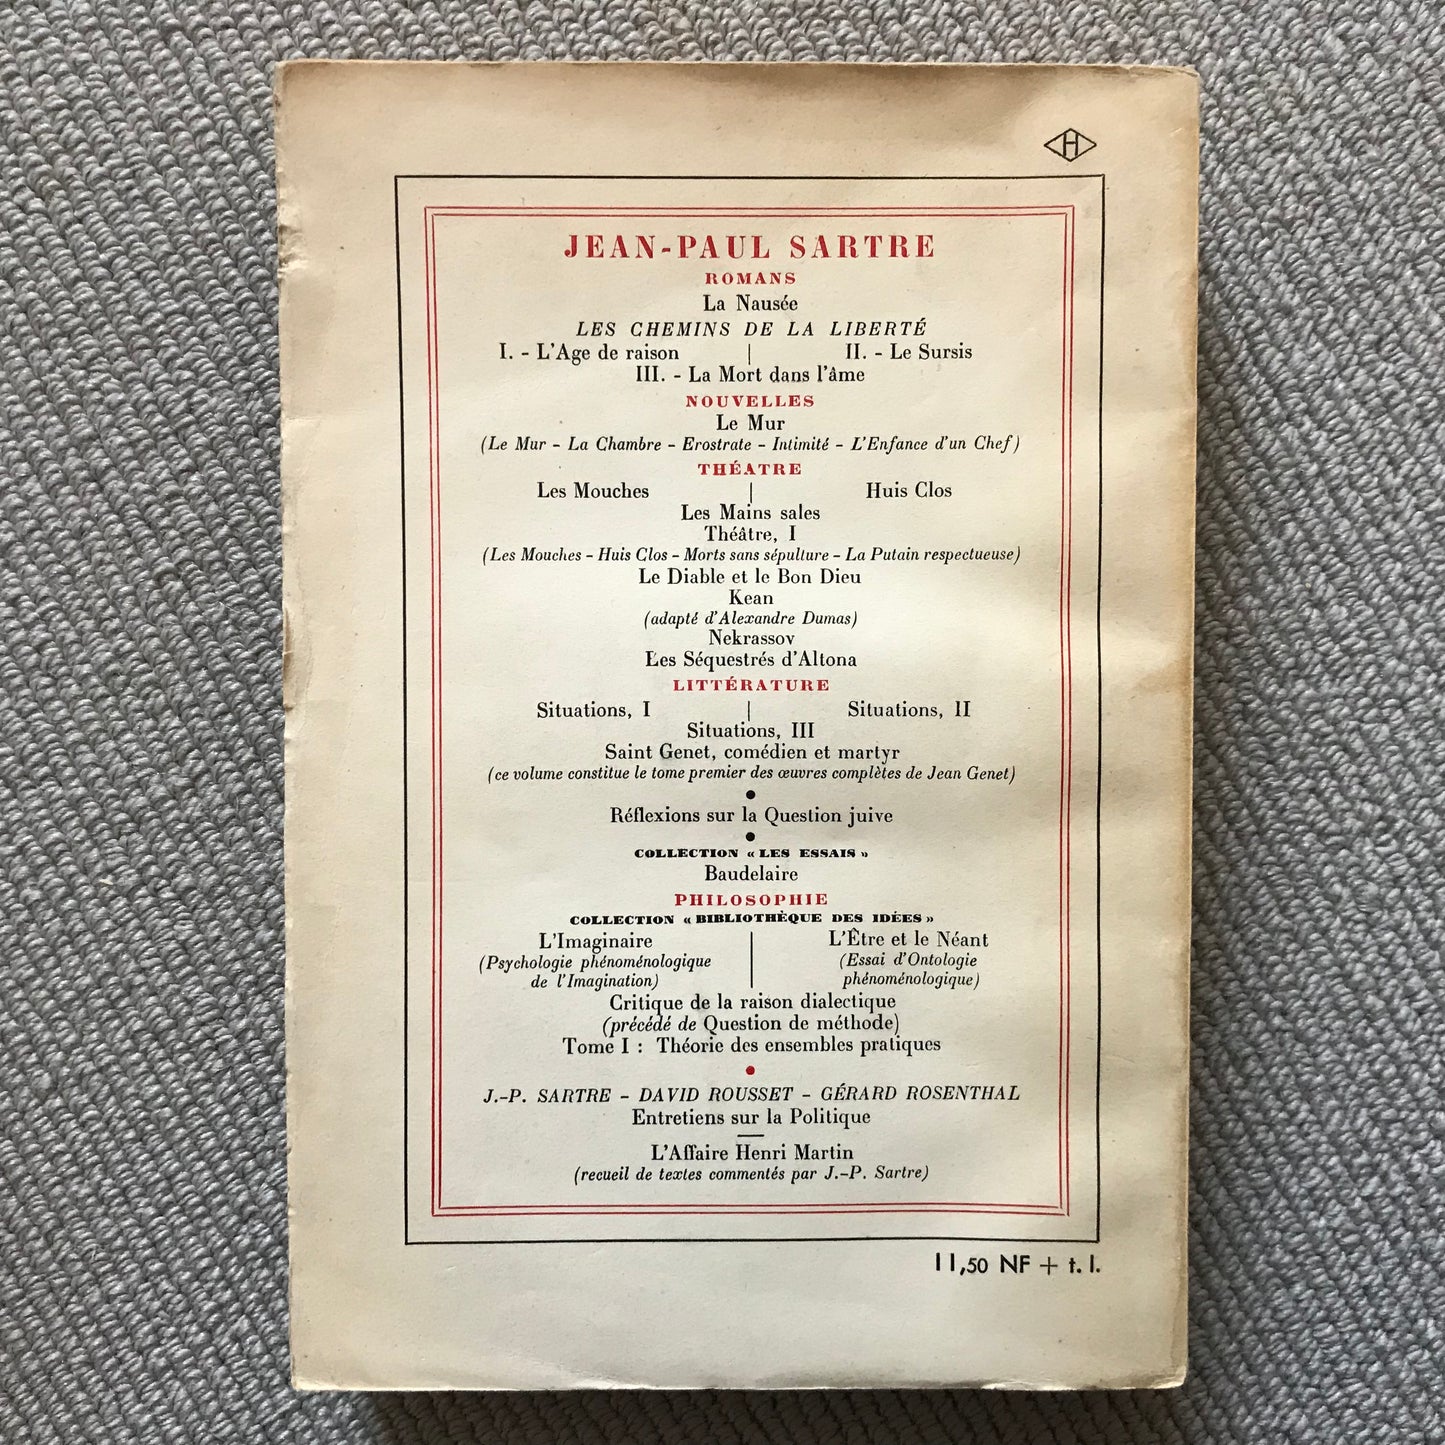 H
JEAN-PAUL SARTRE
ROMANS
La Nausée
LES CHEMINS DE LA LIBERTÉ
I. - L'Age de raison | II. - Le Sursis
III. - La Mort dans l'âme
NOUVELLES
Le Mur
(Le Mur - La Chambre - Erostrate - Intimité - L'Enfance d'un Chef)
THÉATRE
Les Mouches | Huis Clos
Les Mains sales
Théâtre, I
(Les Mouches - Huis Clos - Morts sans sépulture - La Putain respectueuse)
Le Diable et le Bon Dieu
Kean
(adapté d'Alexandre Dumas)
Nekrassov
Les Séquestrés d'Altona
LITTÉRATURE
Situations, I | Situations, II
Situations, III
Saint Genet, comédien et martyr
(ce volume constitue le tome premier des œuvres complètes de Jean Genet)
●
Réflexions sur la Question juive
●
COLLECTION « LES ESSAIS »
Baudelaire
PHILOSOPHIE
COLLECTION « BIBLIOTHÈQUE DES IDÉES »
L'Imaginaire | L'Être et le Néant
(Psychologie phénoménologique | (Essai d'Ontologie
de l'Imagination) | phénoménologique)
Critique de la raison dialectique
(précédé de Question de méthode)
Tome I : Théorie des ensembles pratiques
●
J.-P. SARTRE - DAVID ROUSSET - GÉRARD ROSENTHAL
Entretiens sur la Politique
L'Affaire Henri Martin
(recueil de textes commentés par J.-P. Sartre)
11,50 NF + t. l.